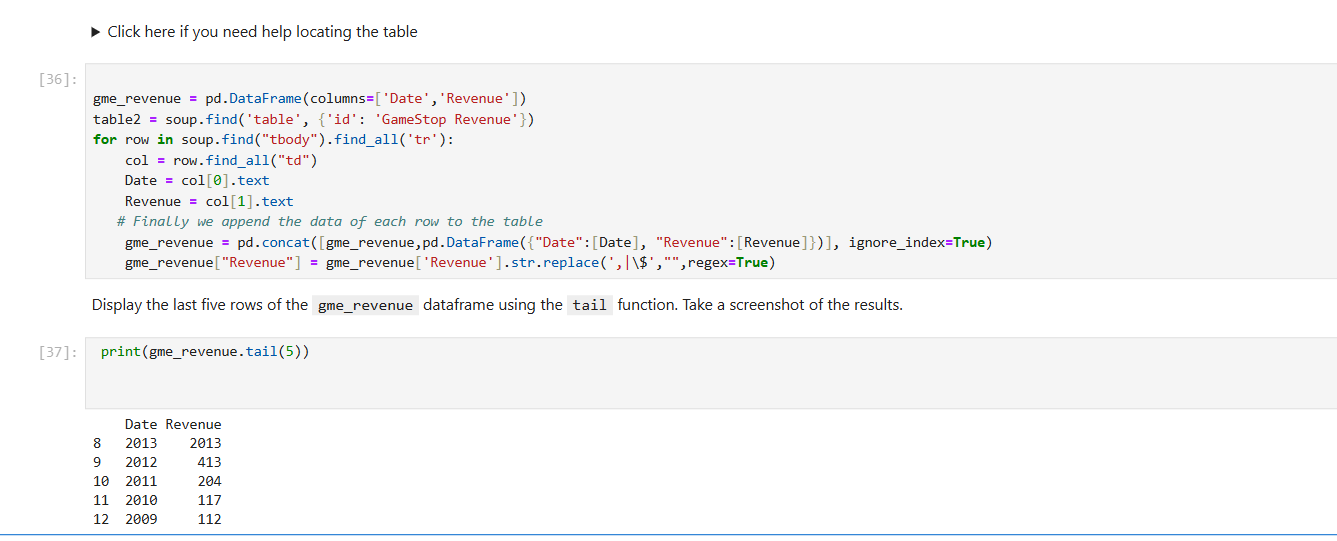 ▶ Click here if you need help locating the table
[36]:
gme_revenue = pd.DataFrame(columns=['Date','Revenue'])
table2 = soup.find('table', {'id': 'GameStop Revenue'})
for row in soup.find("tbody").find_all('tr'):
    col = row.find_all("td")
    Date = col[0].text
    Revenue = col[1].text
   # Finally we append the data of each row to the table
    gme_revenue = pd.concat([gme_revenue,pd.DataFrame({"Date":[Date], "Revenue":[Revenue]})], ignore_index=True)
    gme_revenue["Revenue"] = gme_revenue['Revenue'].str.replace(',|\$',"",regex=True)
Display the last five rows of the gme_revenue dataframe using the tail function. Take a screenshot of the results.
[37]: print(gme_revenue.tail(5))
    Date Revenue
8   2013    2013
9   2012     413
10  2011     204
11  2010     117
12  2009     112